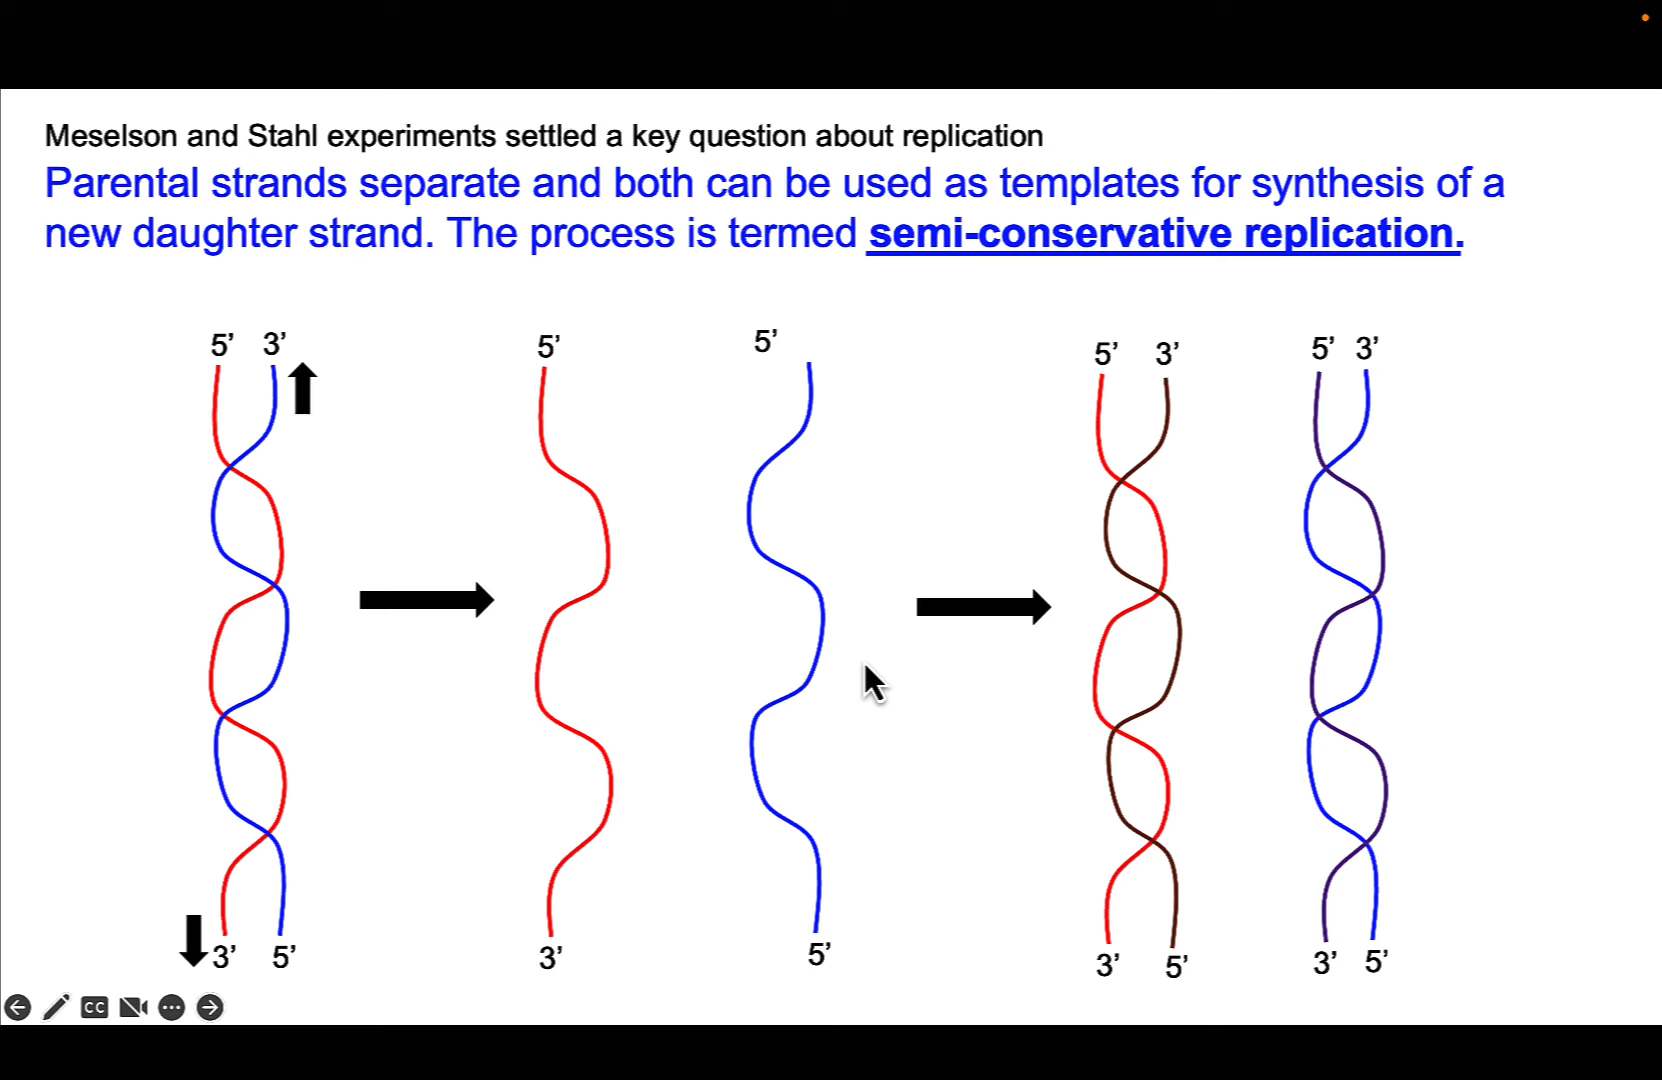 Meselson and Stahl experiments settled a key question about replication
Parental strands separate and both can be used as templates for synthesis of a
new daughter strand. The process is termed semi-conservative replication.
5’ 3’
5’
5’
5’ 3’
5’ 3’
3’ 5’
3’
5’
3’ 5’
3’ 5’
CC